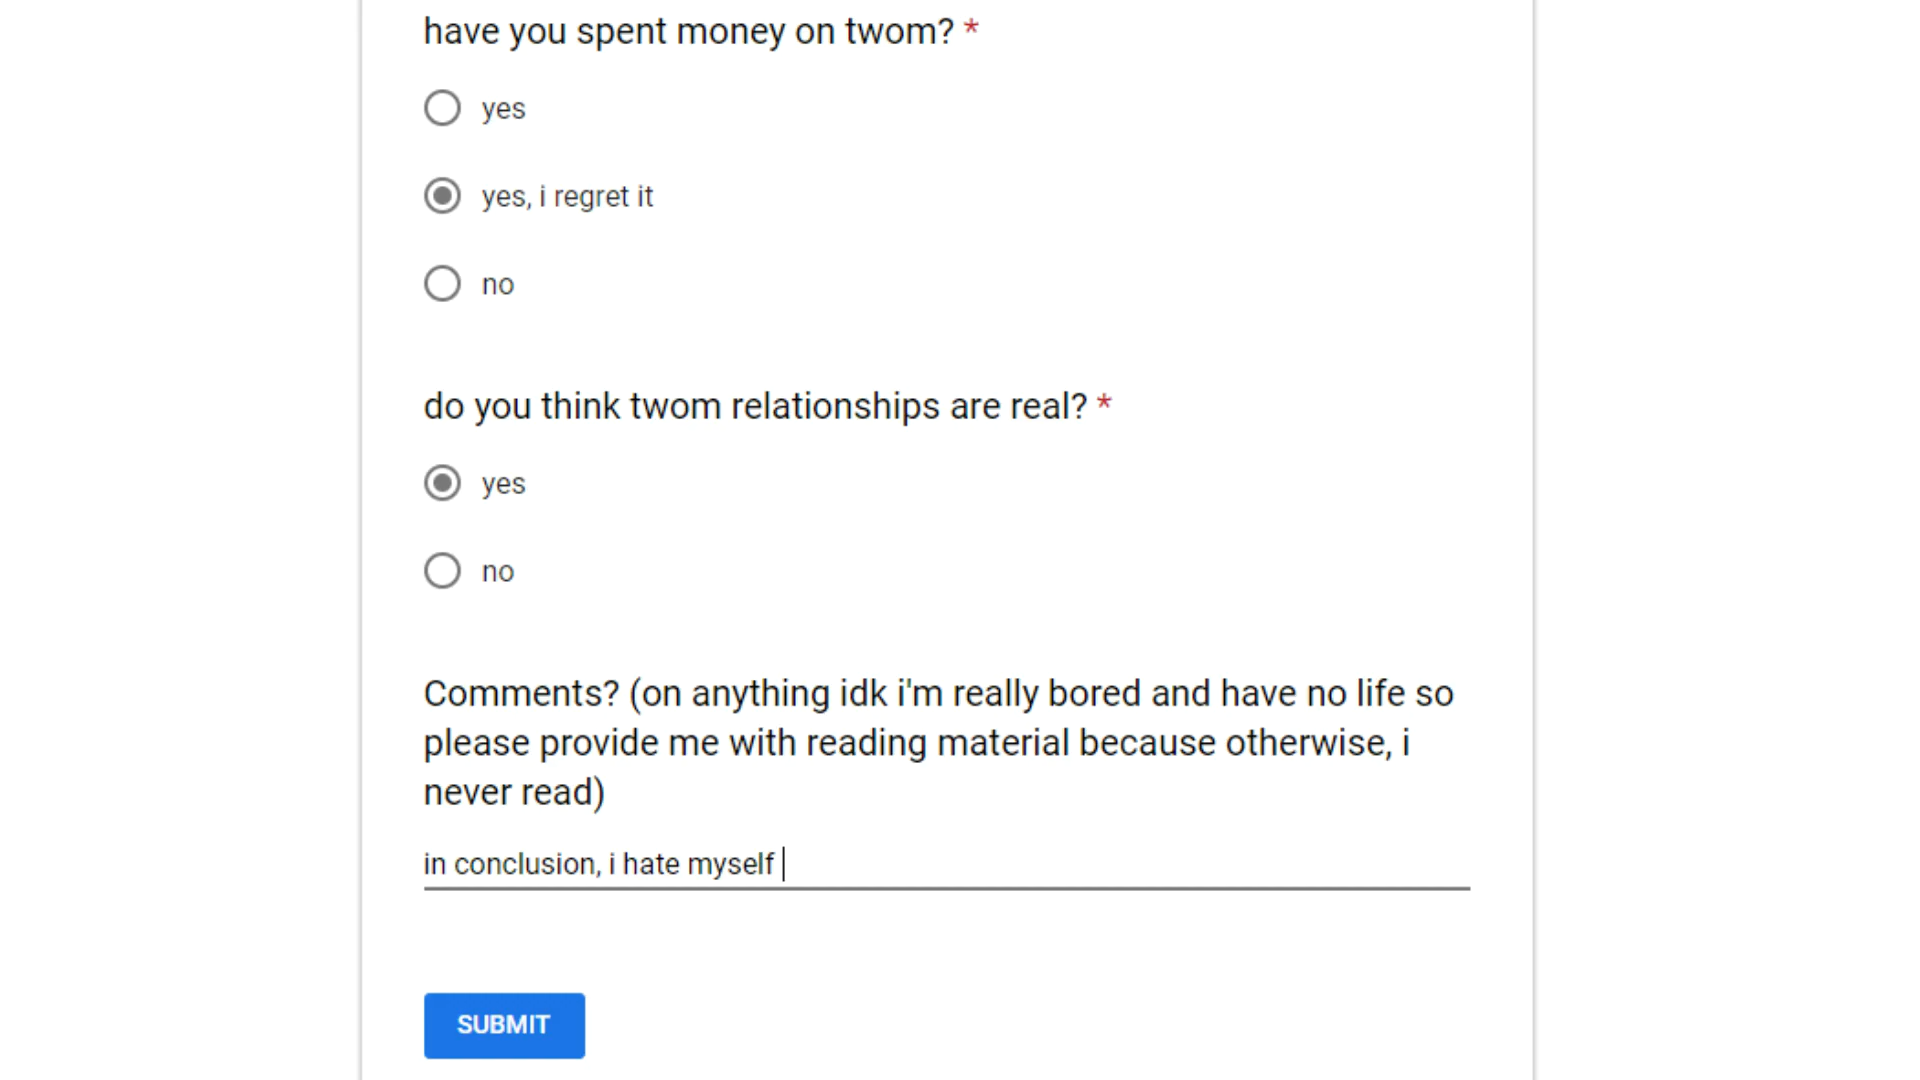 have you spent money on twom? *
yes
yes, i regret it
no
do you think twom relationships are real? *
yes
no
Comments? (on anything idk i'm really bored and have no life so
please provide me with reading material because otherwise, i
never read)
in conclusion, i hate myself
SUBMIT